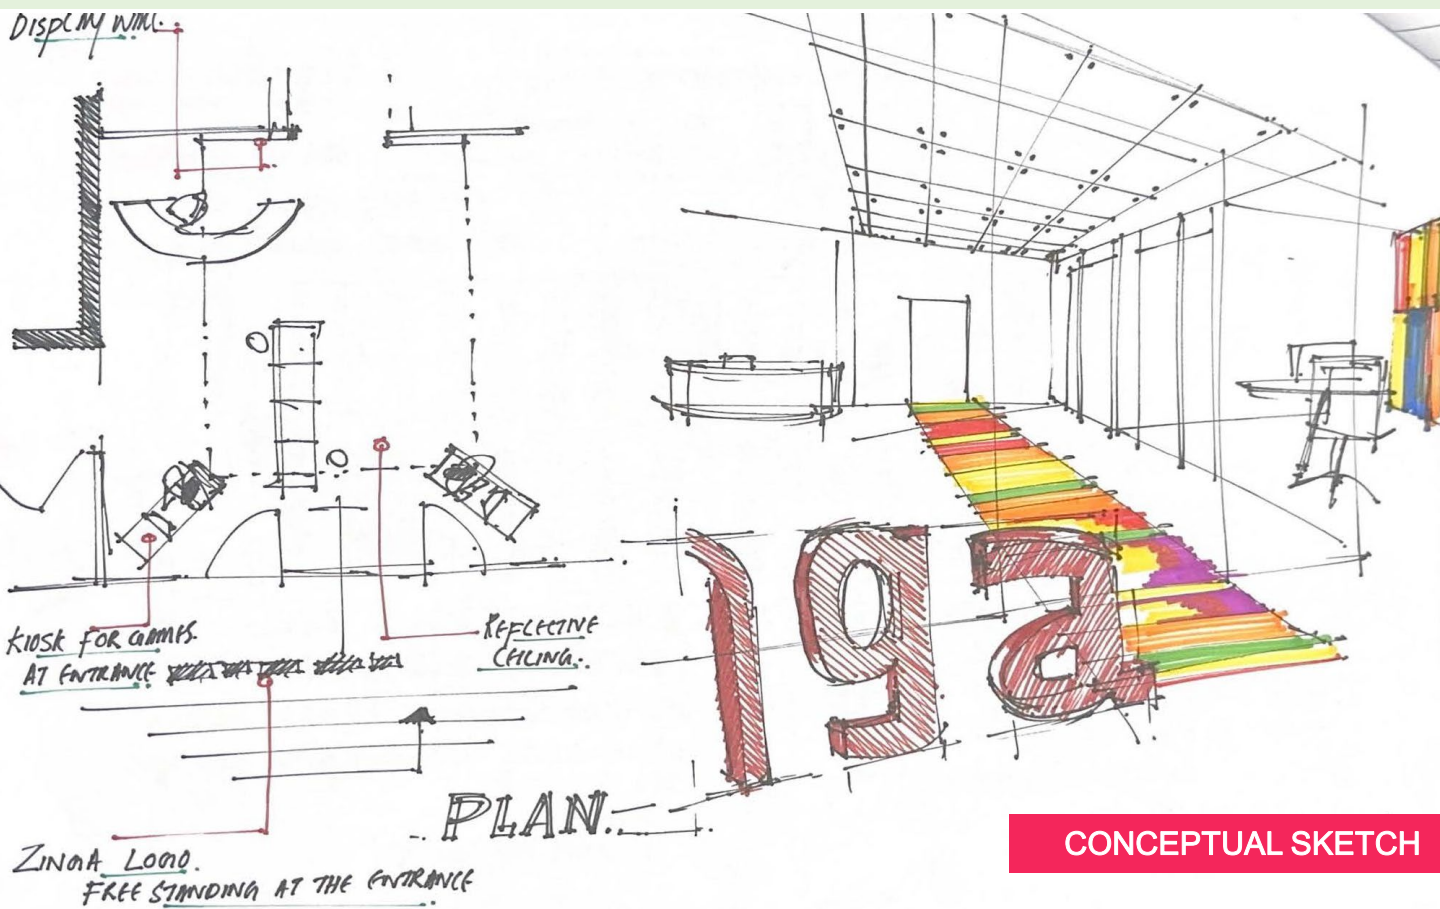 DISPLAY WALL.
KIOSK FOR GAMES.
AT ENTRANCE
REFLECTIVE
CEILING.
ga
PLAN.
ZINGA LOGO.
FREE STANDING AT THE ENTRANCE
CONCEPTUAL SKETCH